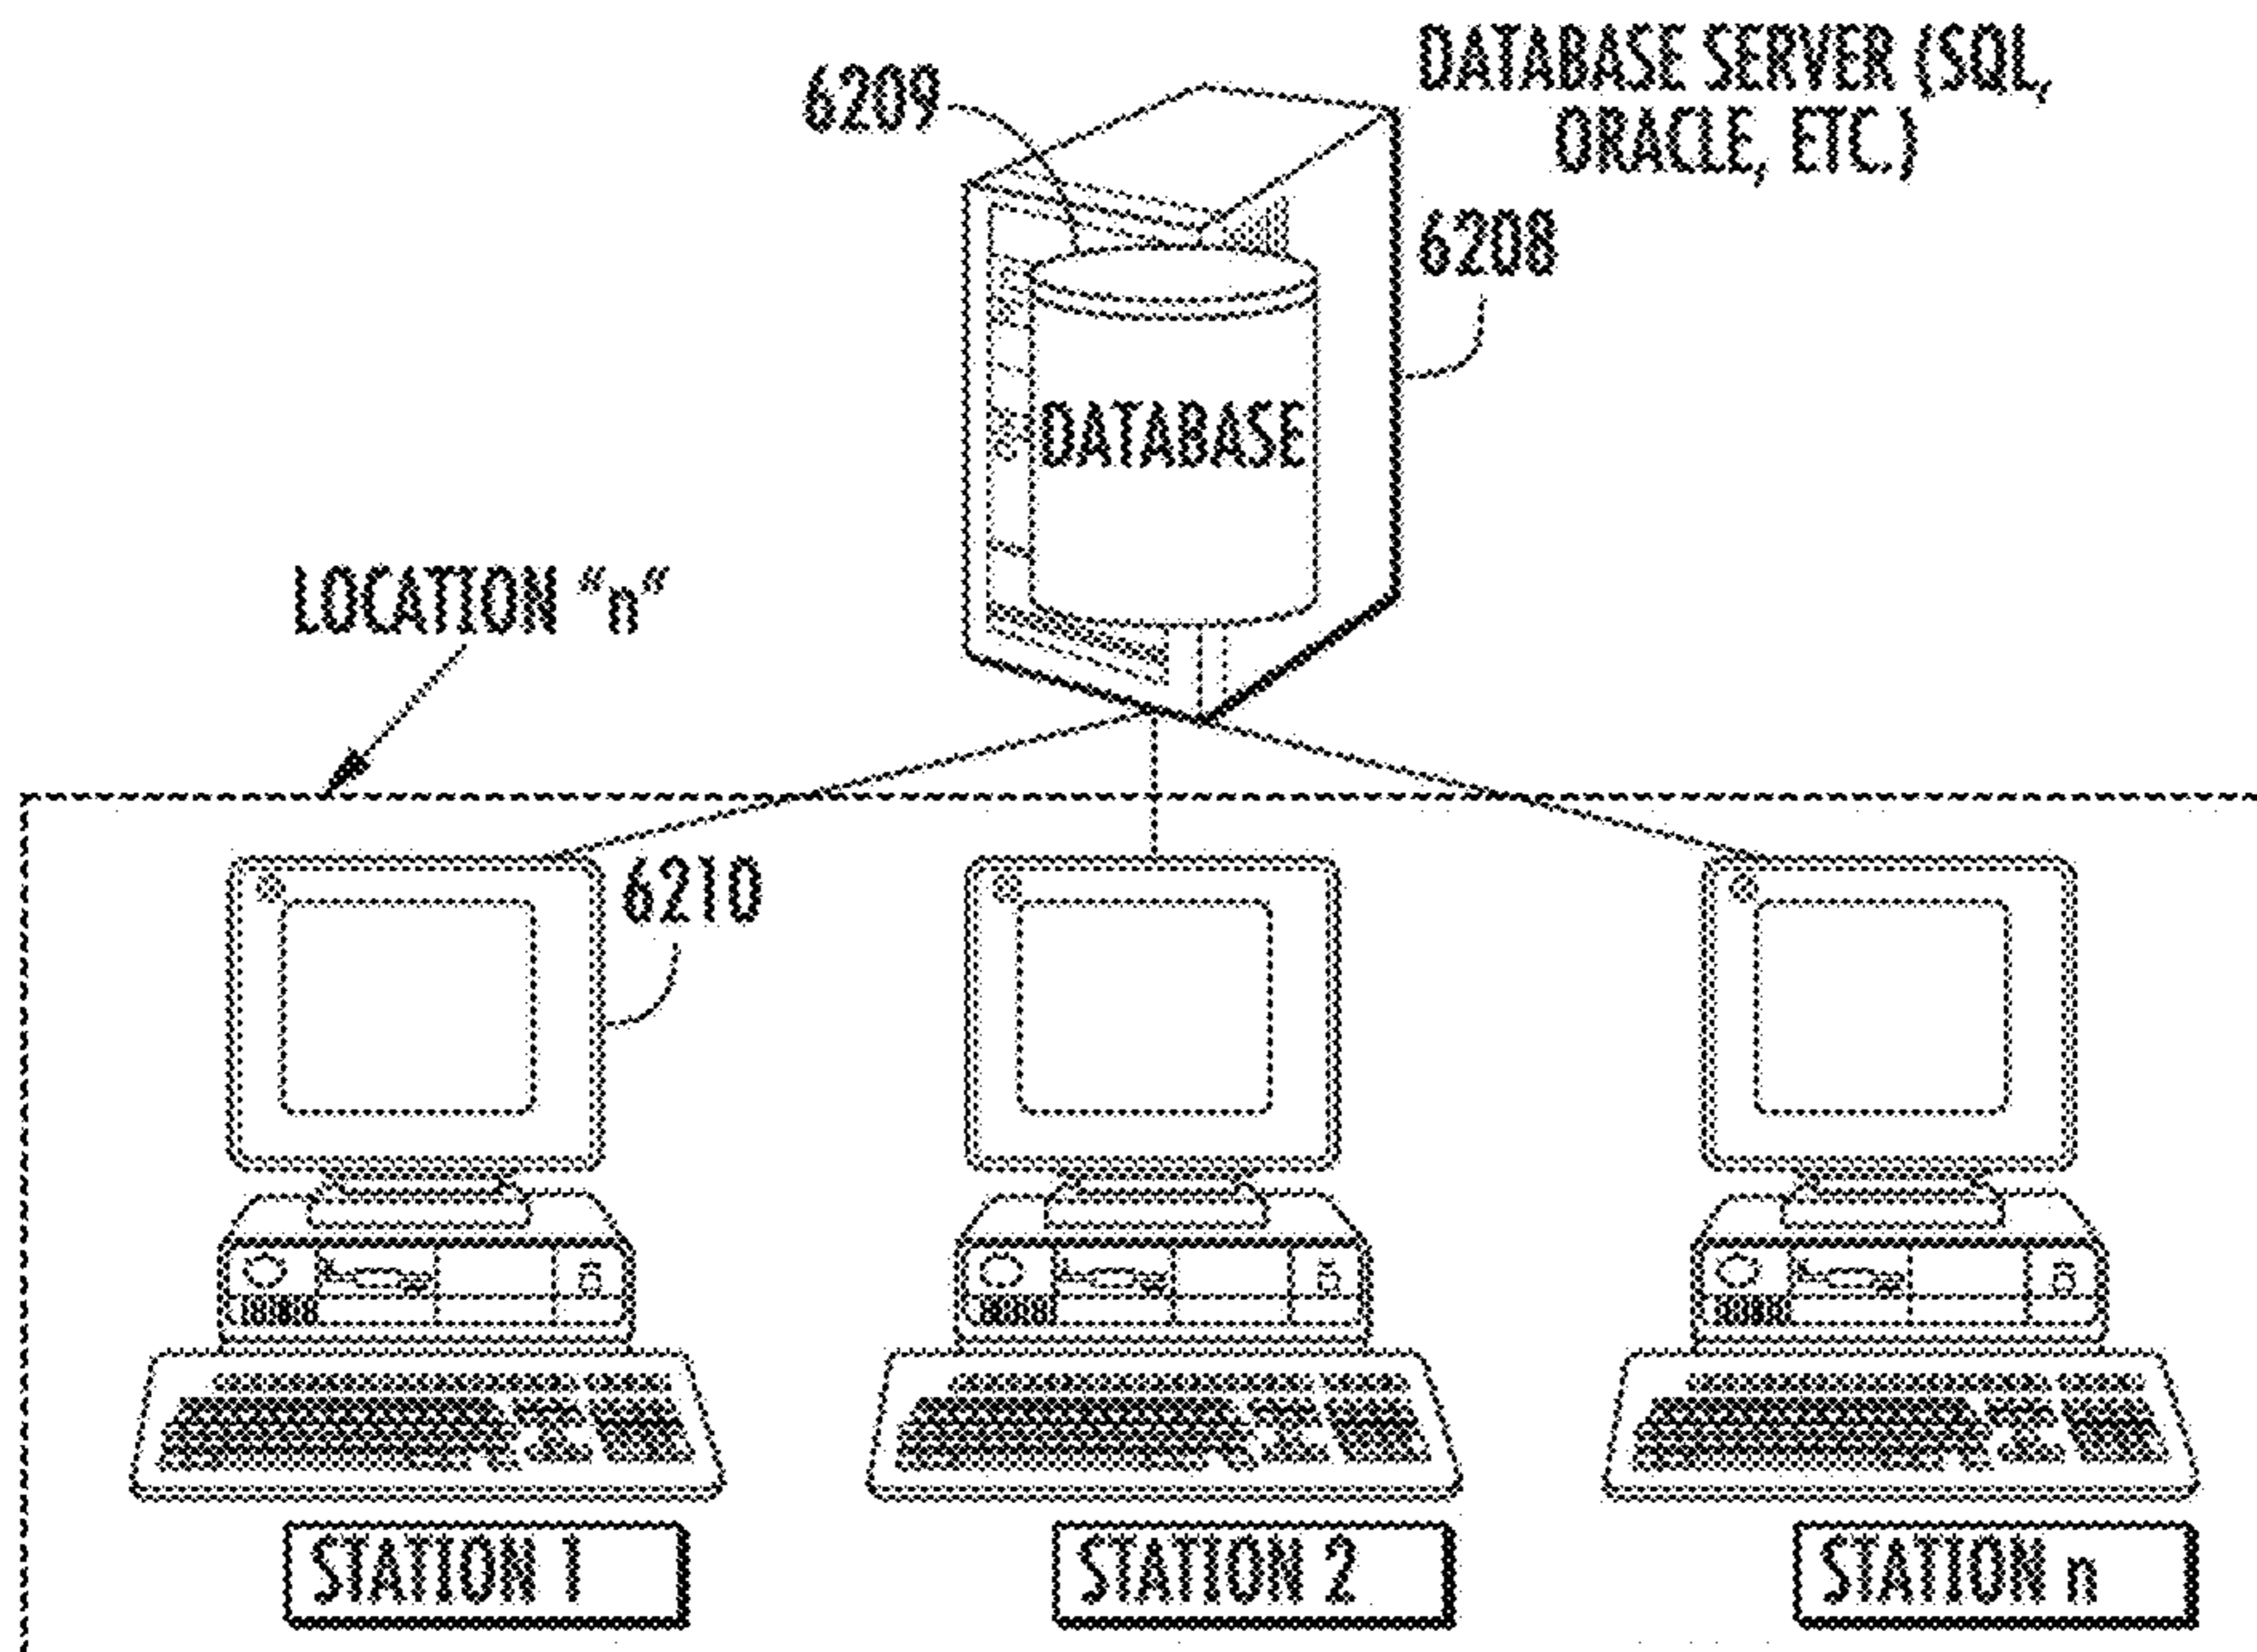 6209
DATABASE SERVER (SQL,
ORACLE, ETC.)
6208
DATABASE
LOCATION "n"
6210
STATION 1
STATION 2
STATION n